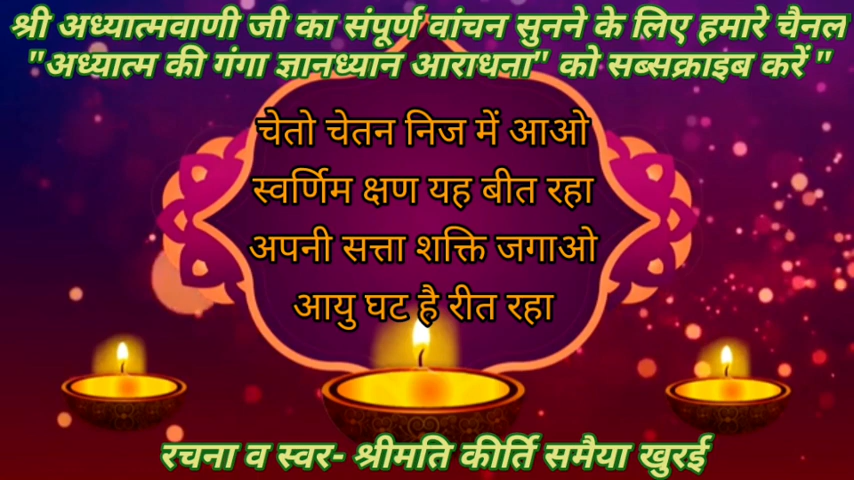 श्री अध्यात्मवाणी जी का संपूर्ण वांचन सुनने के लिए हमारे चैनल
"अध्यात्म की गंगा ज्ञानध्यान आराधना" को सब्सक्राइब करें "
चेतो चेतन निज में आओ
स्वर्णिम क्षण यह बीत रहा
अपनी सत्ता शक्ति जगाओ
आयु घट है रीत रहा
रचना व स्वर- श्रीमति कीर्ति समैया खुरई